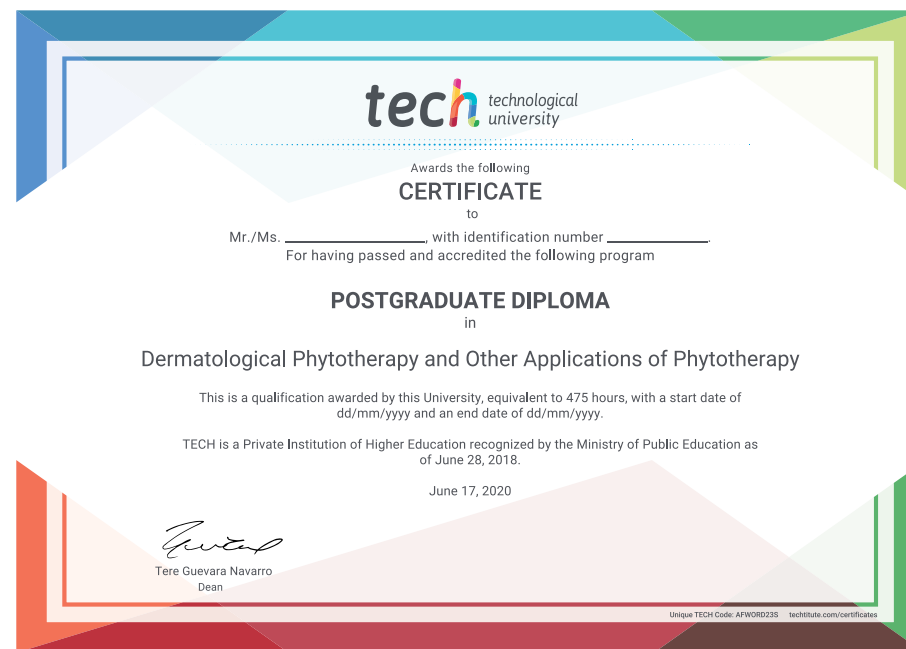 tech technological
university
Awards the following
CERTIFICATE
to
Mr./Ms. ____________________, with identification number ______________.
For having passed and accredited the following program
POSTGRADUATE DIPLOMA
in
Dermatological Phytotherapy and Other Applications of Phytotherapy
This is a qualification awarded by this University, equivalent to 475 hours, with a start date of
dd/mm/yyyy and an end date of dd/mm/yyyy.
TECH is a Private Institution of Higher Education recognized by the Ministry of Public Education as
of June 28, 2018.
June 17, 2020
Tere Guevara Navarro
Dean
Unique TECH Code: AFWORD23S techtitute.com/certificates